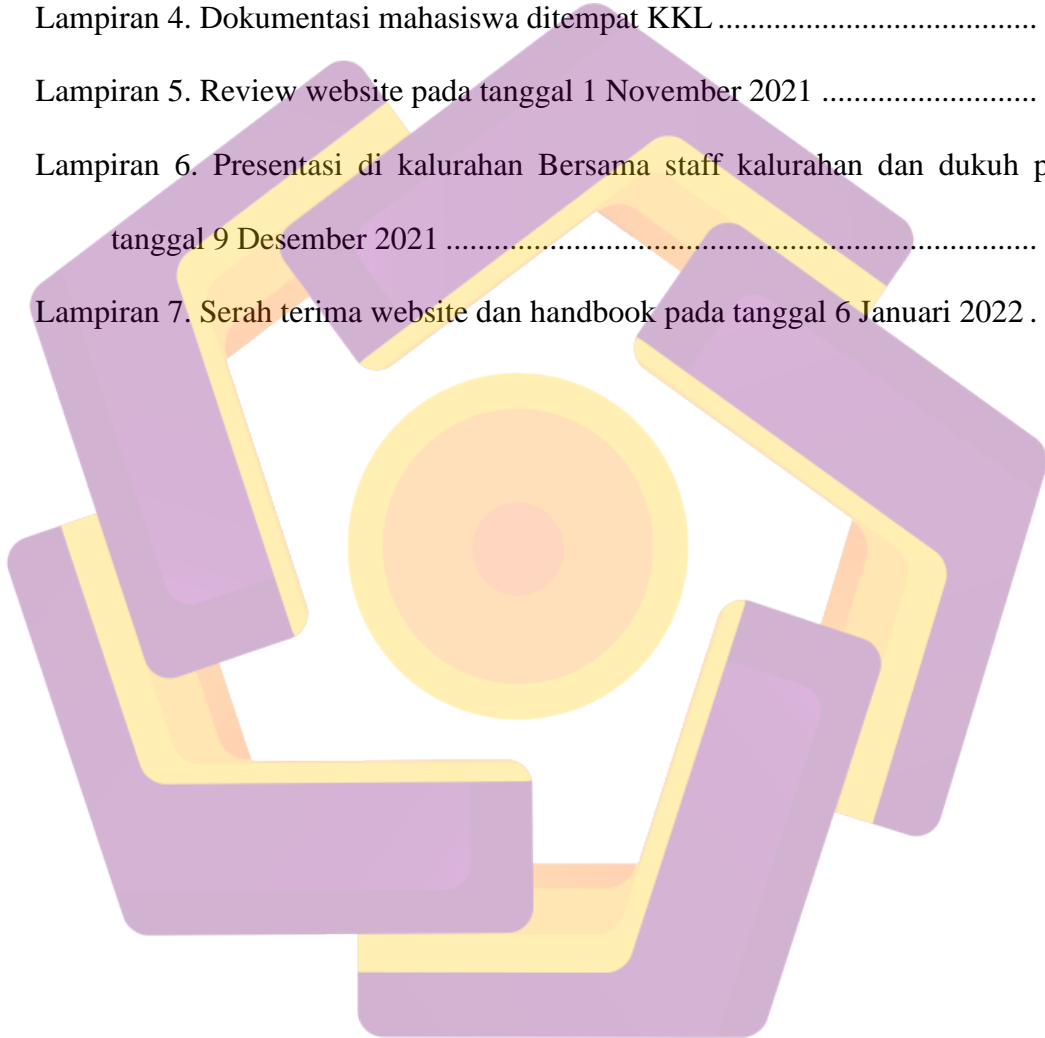 Lampiran 4. Dokumentasi mahasiswa ditempat KKL ....................................
Lampiran 5. Review website pada tanggal 1 November 2021 ........................
Lampiran 6. Presentasi di kalurahan Bersama staff kalurahan dan dukuh p
tanggal 9 Desember 2021 ..................................................................
Lampiran 7. Serah terima website dan handbook pada tanggal 6 Januari 2022 .